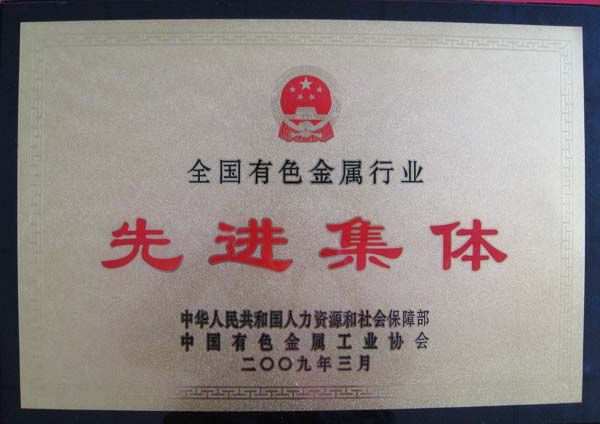 全国有色金属行业
先进集体
中华人民共和国人力资源和社会保障部
中国有色金属工业协会
二〇〇九年三月